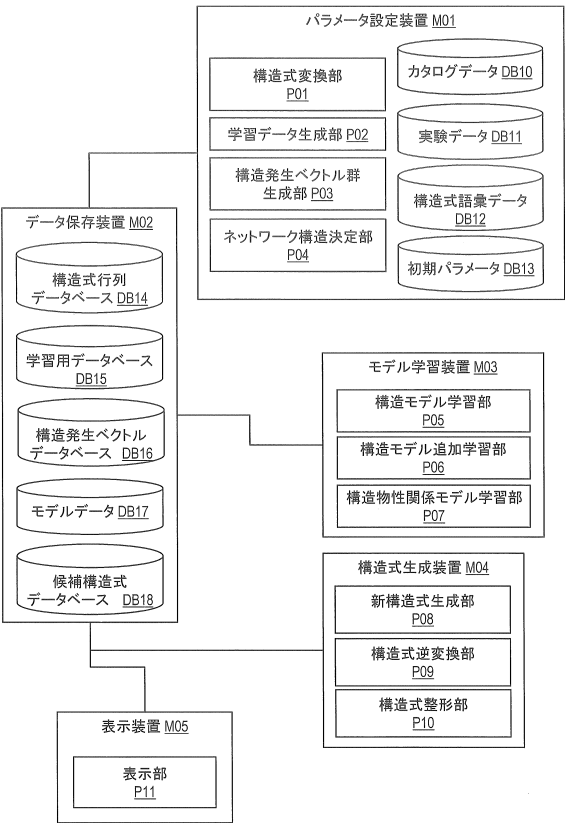 パラメータ設定装置 M01
構造式変換部
P01
学習データ生成部 P02
構造発生ベクトル群
生成部 P03
ネットワーク構造決定部
P04
カタログデータ DB10
実験データ DB11
構造式語彙データ
DB12
初期パラメータ DB13
データ保存装置 M02
構造式行列
データベース DB14
学習用データベース
DB15
構造発生ベクトル
データベース DB16
モデルデータ DB17
候補構造式
データベース DB18
モデル学習装置 M03
構造モデル学習部
P05
構造モデル追加学習部
P06
構造物性関係モデル学習部
P07
構造式生成装置 M04
新構造式生成部
P08
構造式逆変換部
P09
構造式整形部
P10
表示装置 M05
表示部
P11